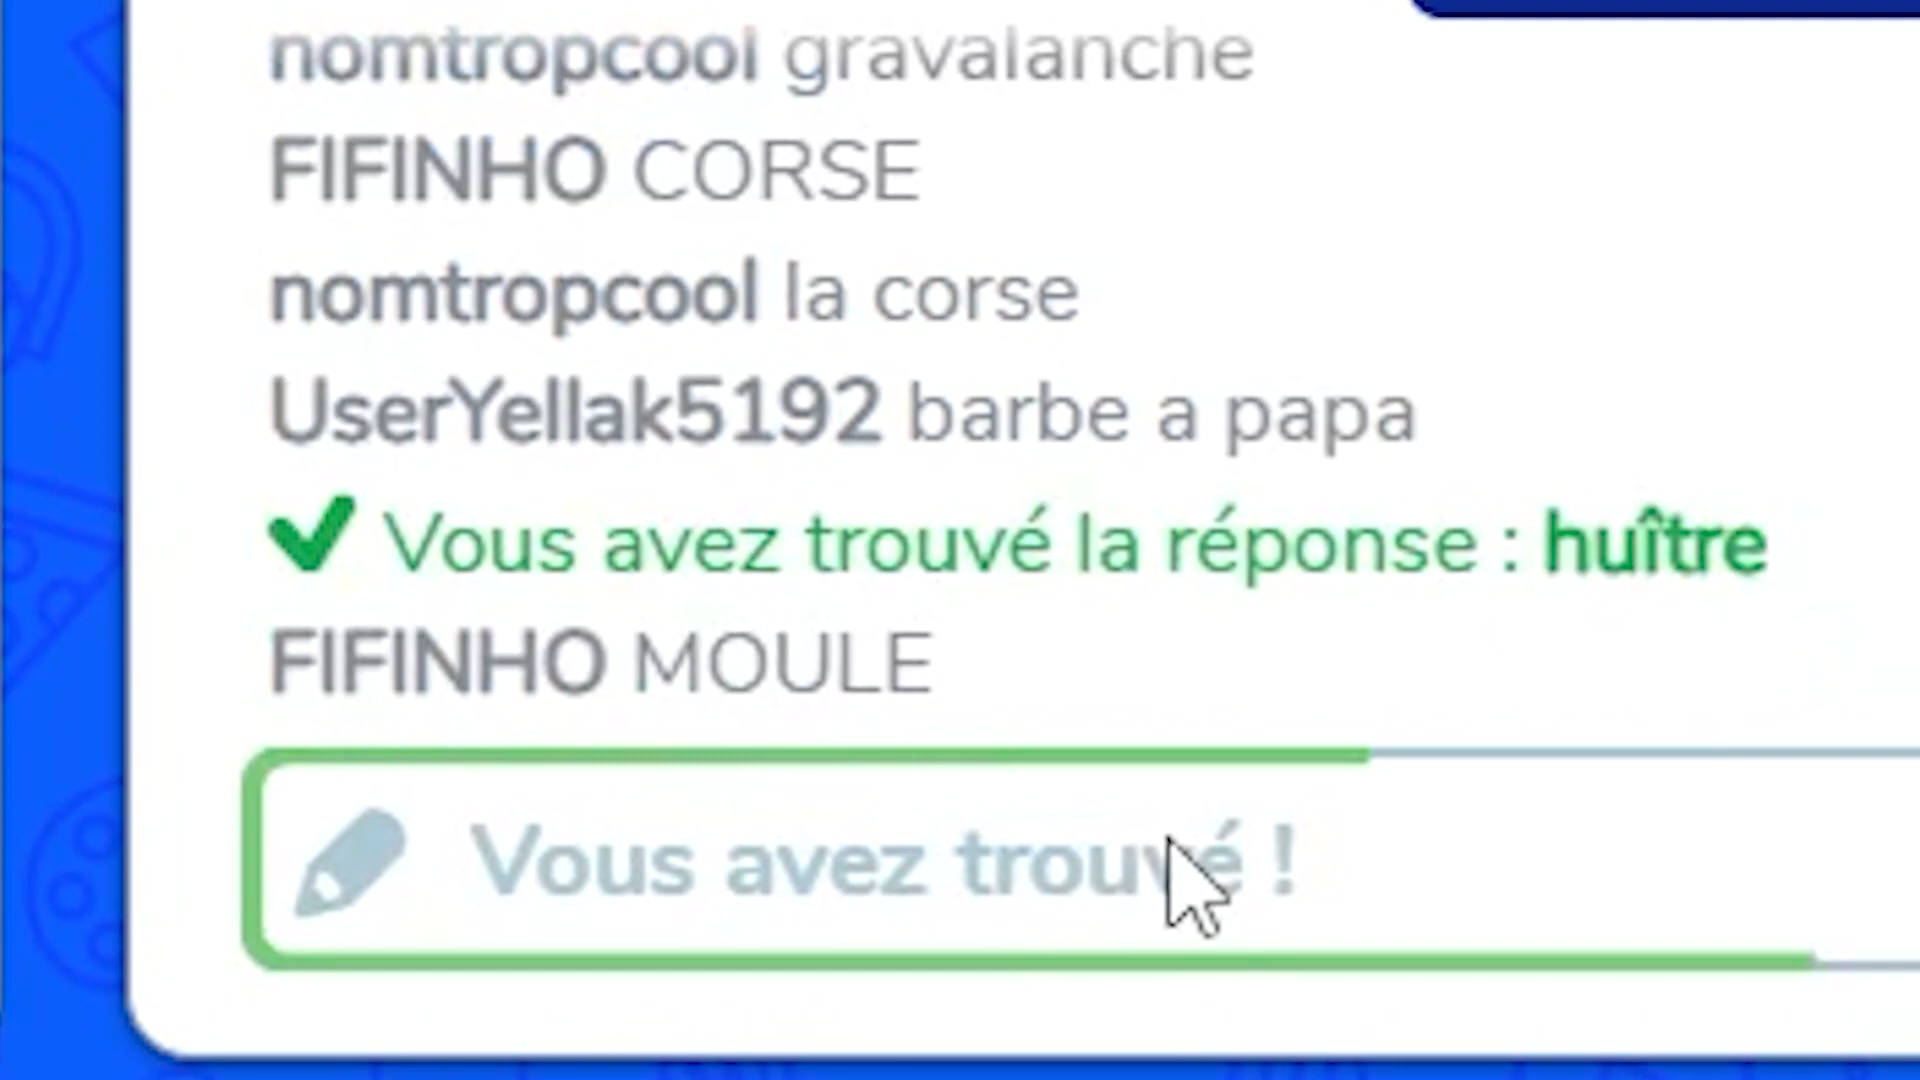 nomtropcool gravalanche
FIFINHO CORSE
nomtropcool la corse
UserYellak5192 barbe a papa
Vous avez trouvé la réponse : huître
FIFINHO MOULE
Vous avez trouvé !